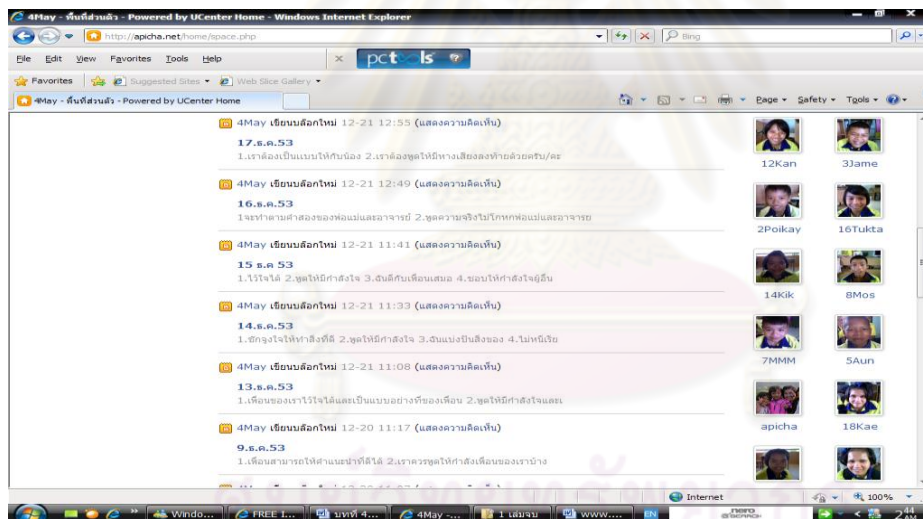 4May - พื้นที่ส่วนตัว - Powered by UCenter Home - Windows Internet Explorer
http://apicha.net/home/space.php
Bing
File Edit View Favorites Tools Help
pctools
Favorites Suggested Sites Web Slice Gallery
4May - พื้นที่ส่วนตัว - Powered by UCenter Home
Page Safety Tools
4May เขียนบล็อกใหม่ 12-21 12:55 (แสดงความคิดเห็น)
17.ธ.ค.53
1.เราต้องเป็นแบบให้กับน้อง 2.เราต้องพูดให้มีหางเสียงลงท้ายด้วยครับ/คะ
12Kan 3Jame
4May เขียนบล็อกใหม่ 12-21 12:49 (แสดงความคิดเห็น)
16.ธ.ค.53
1จะทำตามคำสองของพ่อแม่และอาจารย์ 2.พูดความจริงไม่โกหกพ่อแม่และอาจารย
2Poikay 16Tukta
4May เขียนบล็อกใหม่ 12-21 11:41 (แสดงความคิดเห็น)
15 ธ.ค 53
1.ไว้ใจได้ 2.พูดให้มีกำลังใจ 3.ฉันดีกับเพื่อนเสมอ 4.ชอบให้กำลังใจผู้อื่น
14Kik 8Mos
4May เขียนบล็อกใหม่ 12-21 11:33 (แสดงความคิดเห็น)
14.ธ.ค.53
1.ชักจูงใจให้ทำสิ่งที่ดี 2.พูดให้มีกำลังใจ 3.ฉันแบ่งปันสิ่งของ 4.ไม่หนีเรีย
7MMM 5Aun
4May เขียนบล็อกใหม่ 12-21 11:08 (แสดงความคิดเห็น)
13.ธ.ค.53
1.เพื่อนของเราไว้ใจได้และเป็นแบบอย่างที่ของเพื่อน 2.พูดให้มีกำลังใจและเ
apicha 18Kae
4May เขียนบล็อกใหม่ 12-20 11:17 (แสดงความคิดเห็น)
9.ธ.ค.53
1.เพื่อนสามารถให้คำแนะนำที่ดีได้ 2.เราควรพูดให้กำลังเพื่อนของเราบ้าง
Internet 100%
Windo... FREE I... บทที่ 4... 4May -... 1 เล่มจบ www.... EN nero